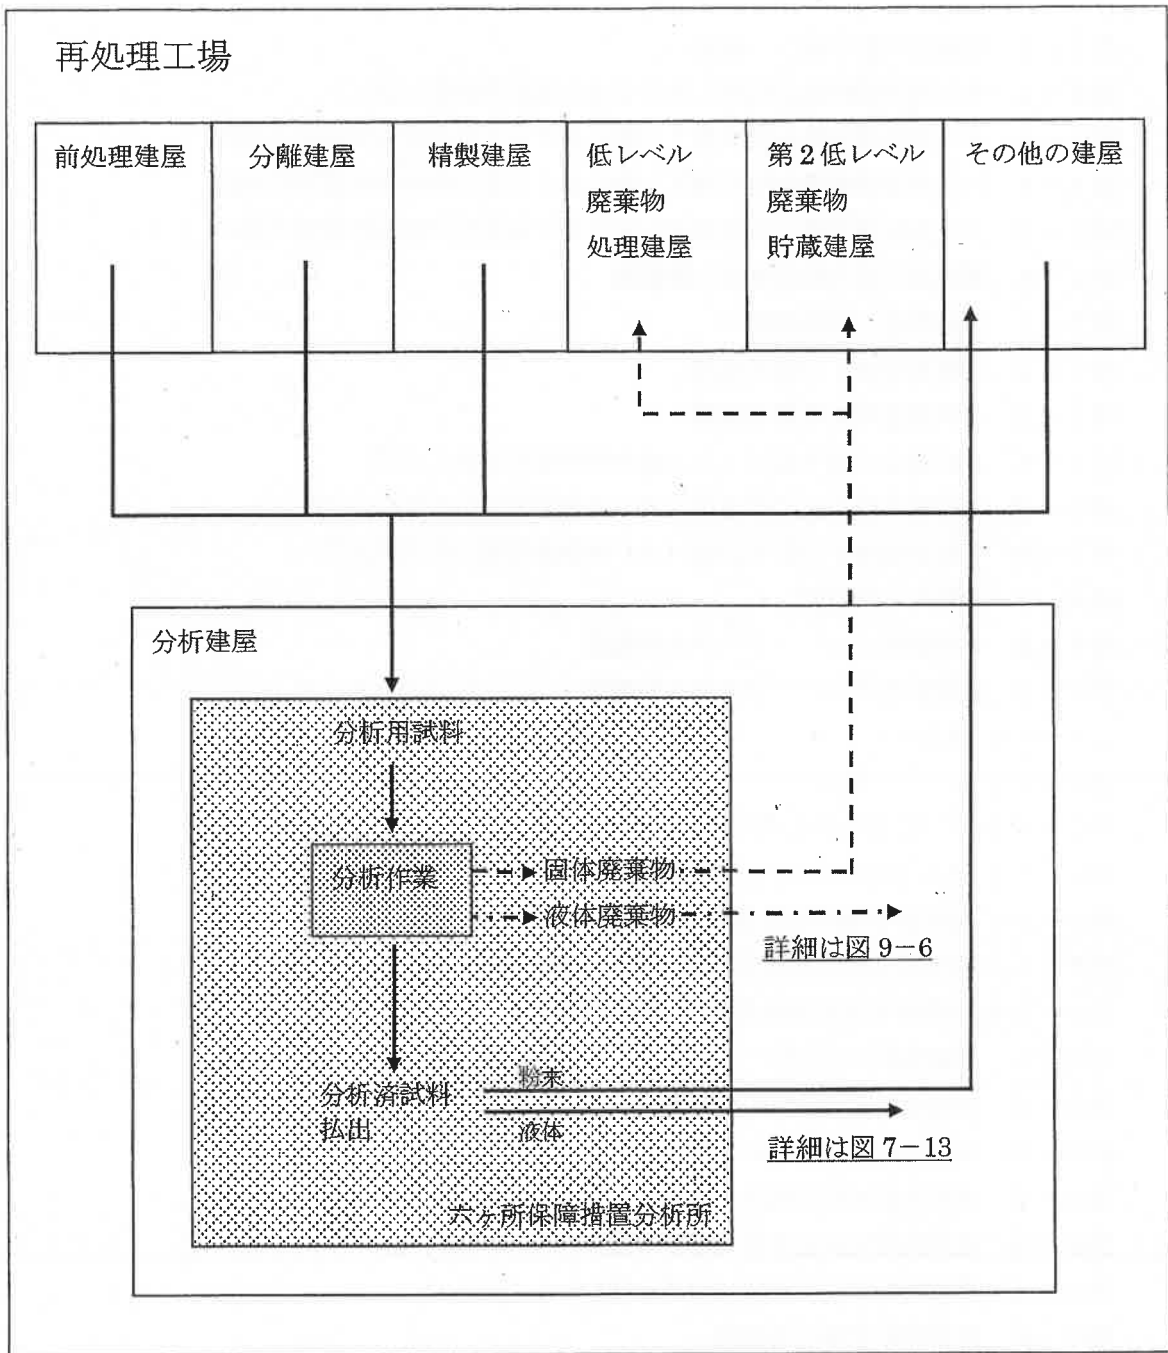 再処理工場
前処理建屋
分離建屋
精製建屋
低レベル
廃棄物
処理建屋
第2低レベル
廃棄物
貯蔵建屋
その他の建屋
分析建屋
分析用試料
分析作業
固体廃棄物
液体廃棄物
詳細は図 9－6
粉末
分析済試料
払出
液体
詳細は図 7－13
六ヶ所保障措置分析所